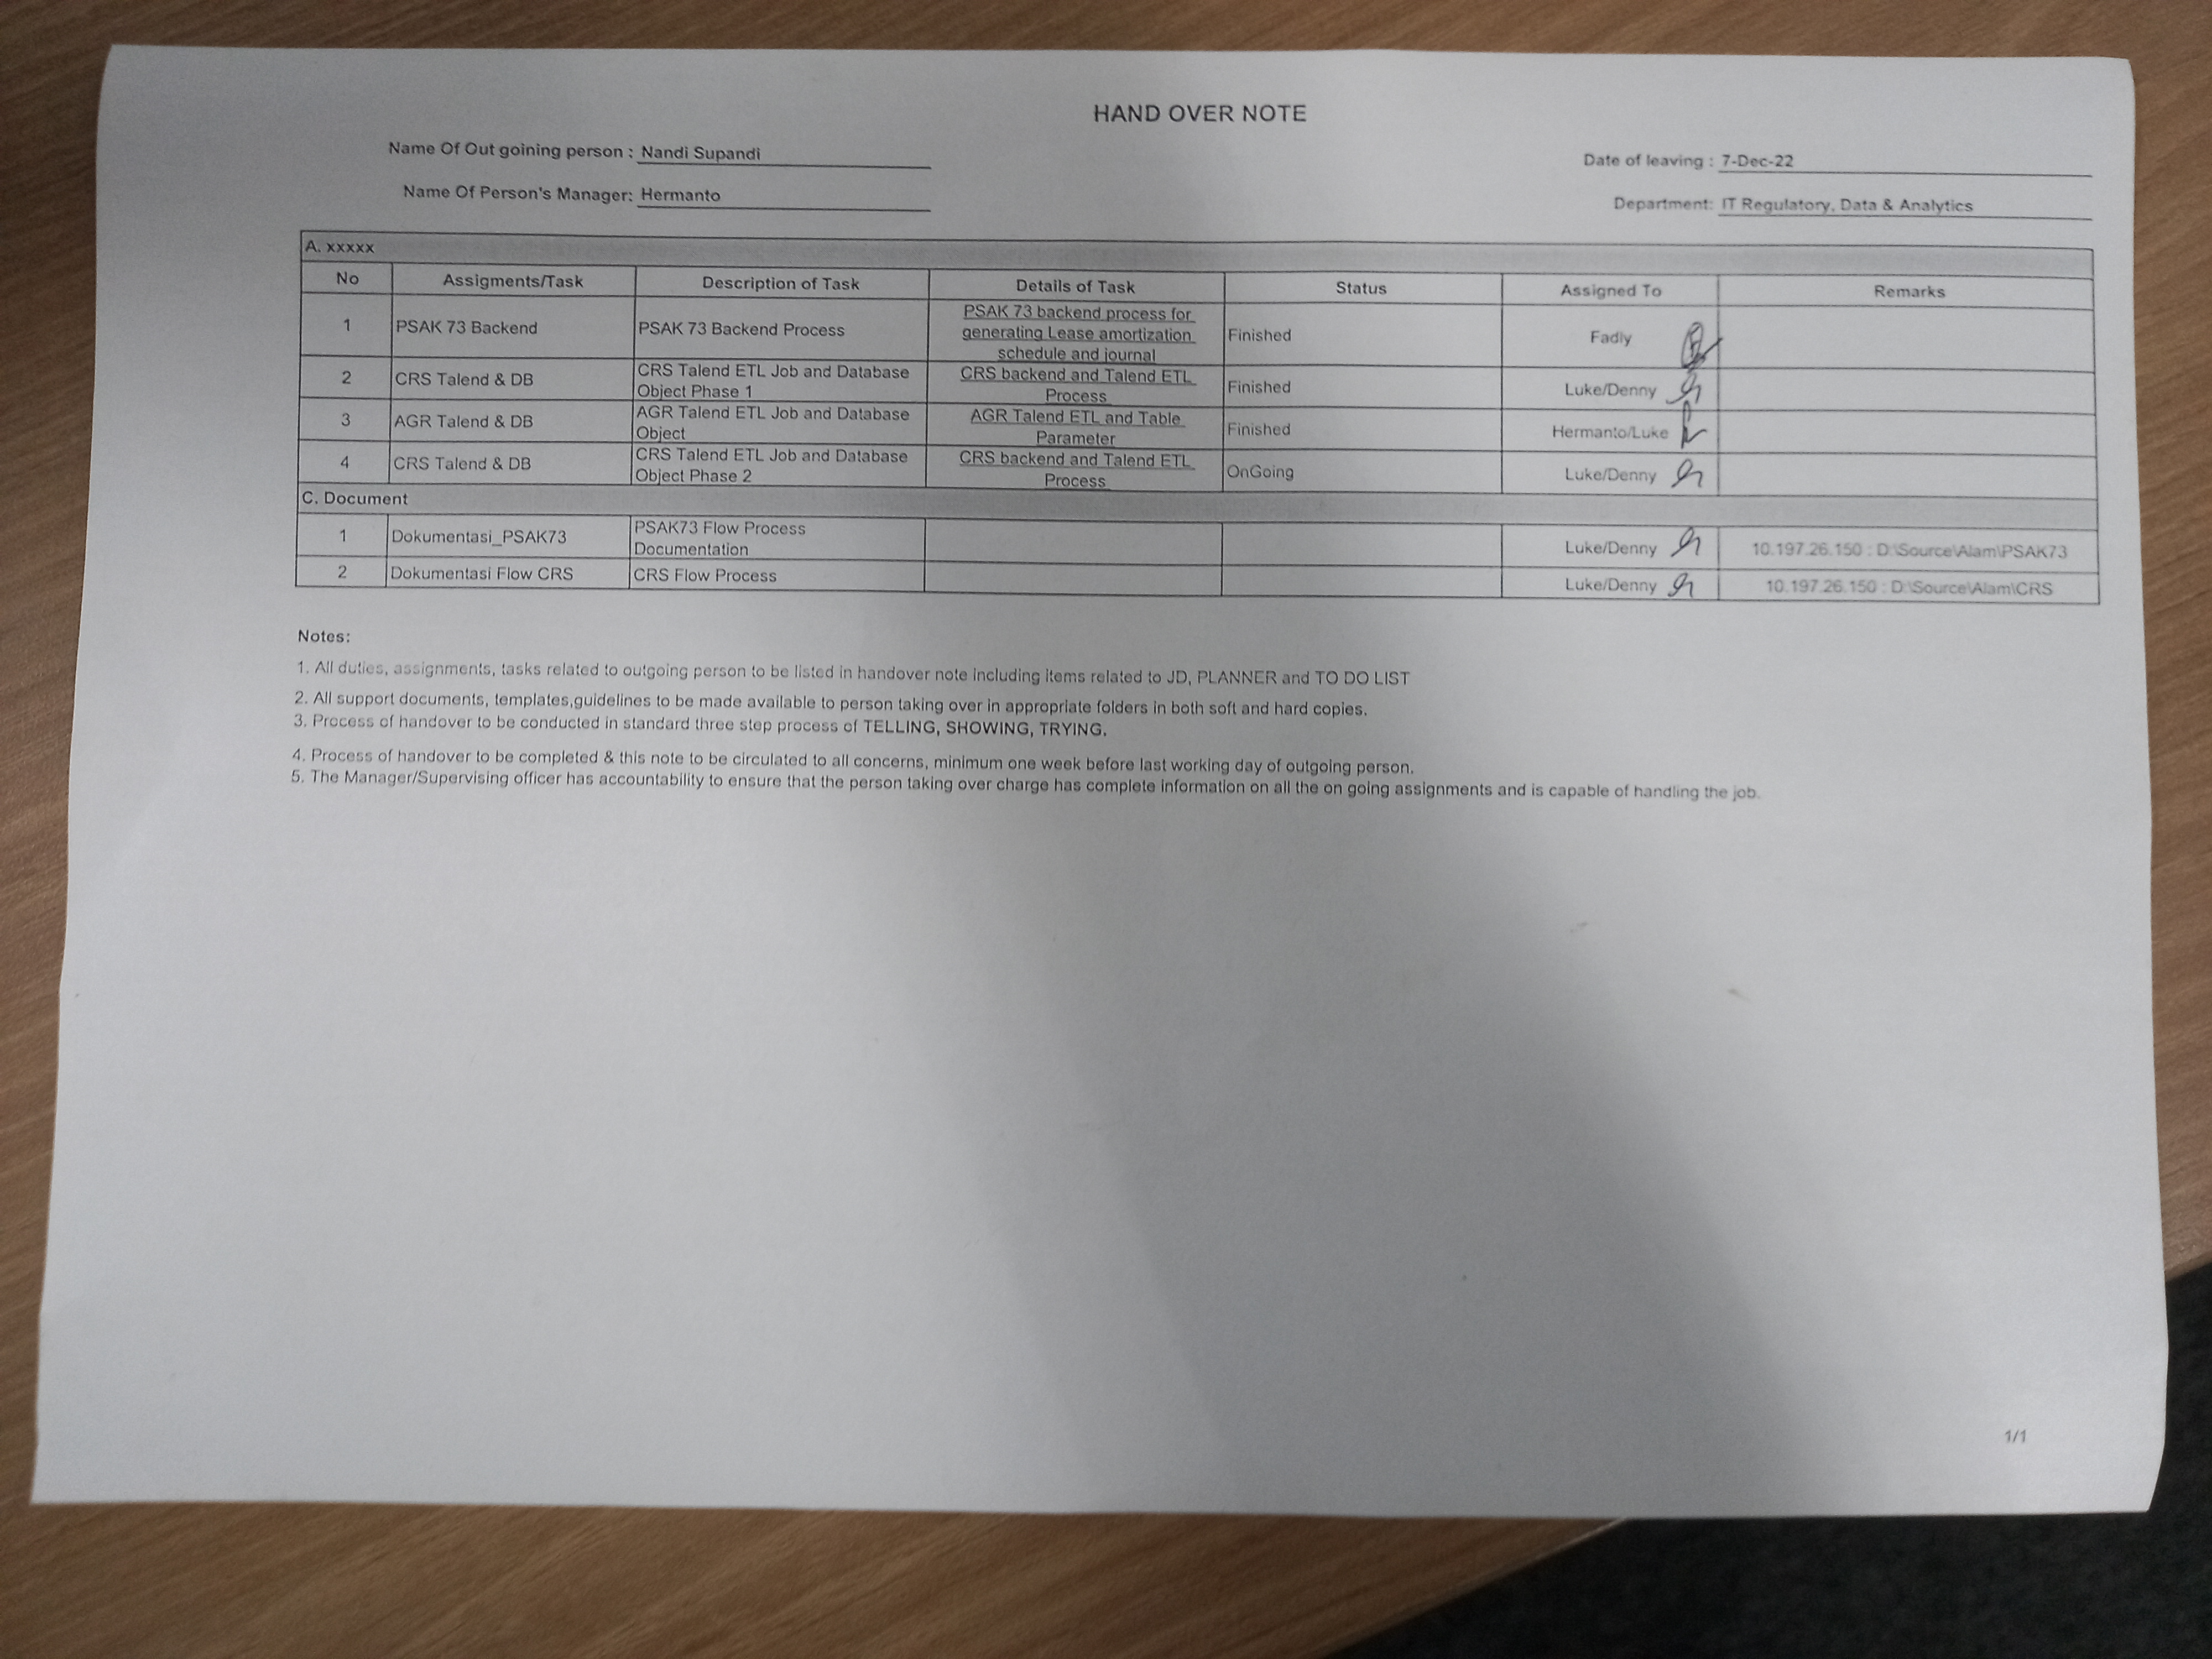 HAND OVER NOTE
Name Of Out goining person : Nandi Supandi
Date of leaving : 7-Dec-22
Name Of Person's Manager: Hermanto
Department: IT Regulatory, Data & Analytics
A. xxxxx
No Assigments/Task Description of Task Details of Task Status Assigned To Remarks
1 PSAK 73 Backend PSAK 73 Backend Process PSAK 73 backend process for
generating Lease amortization
schedule and journal Finished Fadly
2 CRS Talend & DB CRS Talend ETL Job and Database
Object Phase 1 CRS backend and Talend ETL
Process Finished Luke/Denny
3 AGR Talend & DB AGR Talend ETL Job and Database
Object AGR Talend ETL and Table
Parameter Finished Hermanto/Luke
4 CRS Talend & DB CRS Talend ETL Job and Database
Object Phase 2 CRS backend and Talend ETL
Process OnGoing Luke/Denny
C. Document
1 Dokumentasi_PSAK73 PSAK73 Flow Process
Documentation Luke/Denny 10.197.26.150 : D:\Source\Alam\PSAK73
2 Dokumentasi Flow CRS CRS Flow Process Luke/Denny 10.197.26.150 : D:\Source\Alam\CRS
Notes:
1. All duties, assignments, tasks related to outgoing person to be listed in handover note including items related to JD, PLANNER and TO DO LIST
2. All support documents, templates,guidelines to be made available to person taking over in appropriate folders in both soft and hard copies.
3. Process of handover to be conducted in standard three step process of TELLING, SHOWING, TRYING.
4. Process of handover to be completed & this note to be circulated to all concerns, minimum one week before last working day of outgoing person.
5. The Manager/Supervising officer has accountability to ensure that the person taking over charge has complete information on all the on going assignments and is capable of handling the job.
1/1